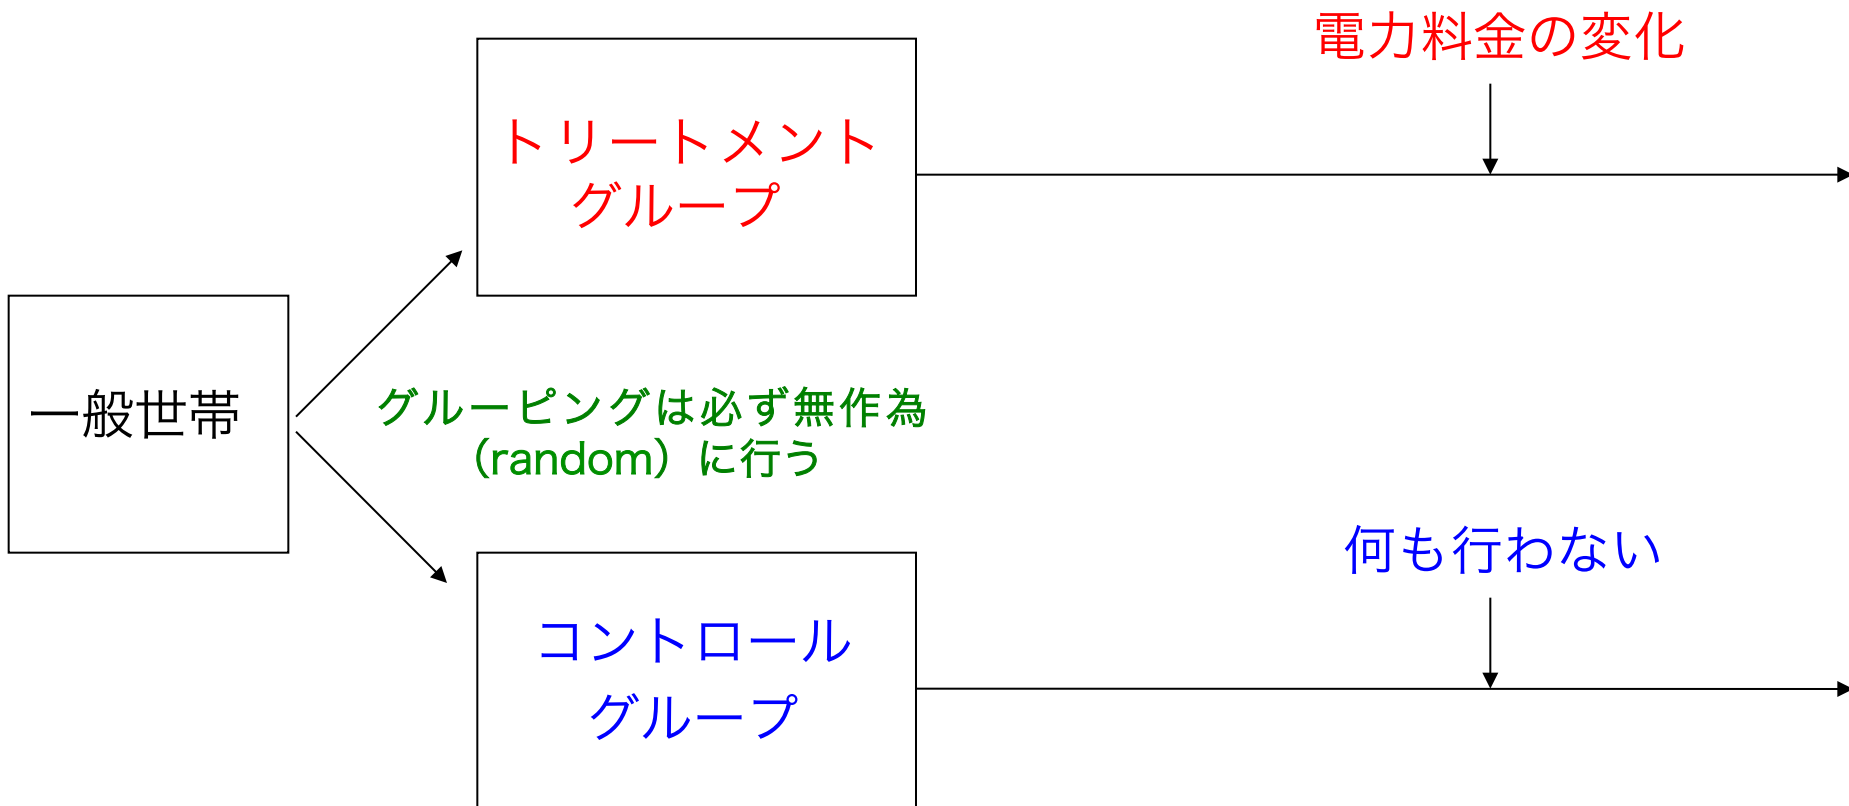 電力料金の変化
トリートメント
グループ
一般世帯
グルーピングは必ず無作為
（random）に行う
何も行わない
コントロール
グループ